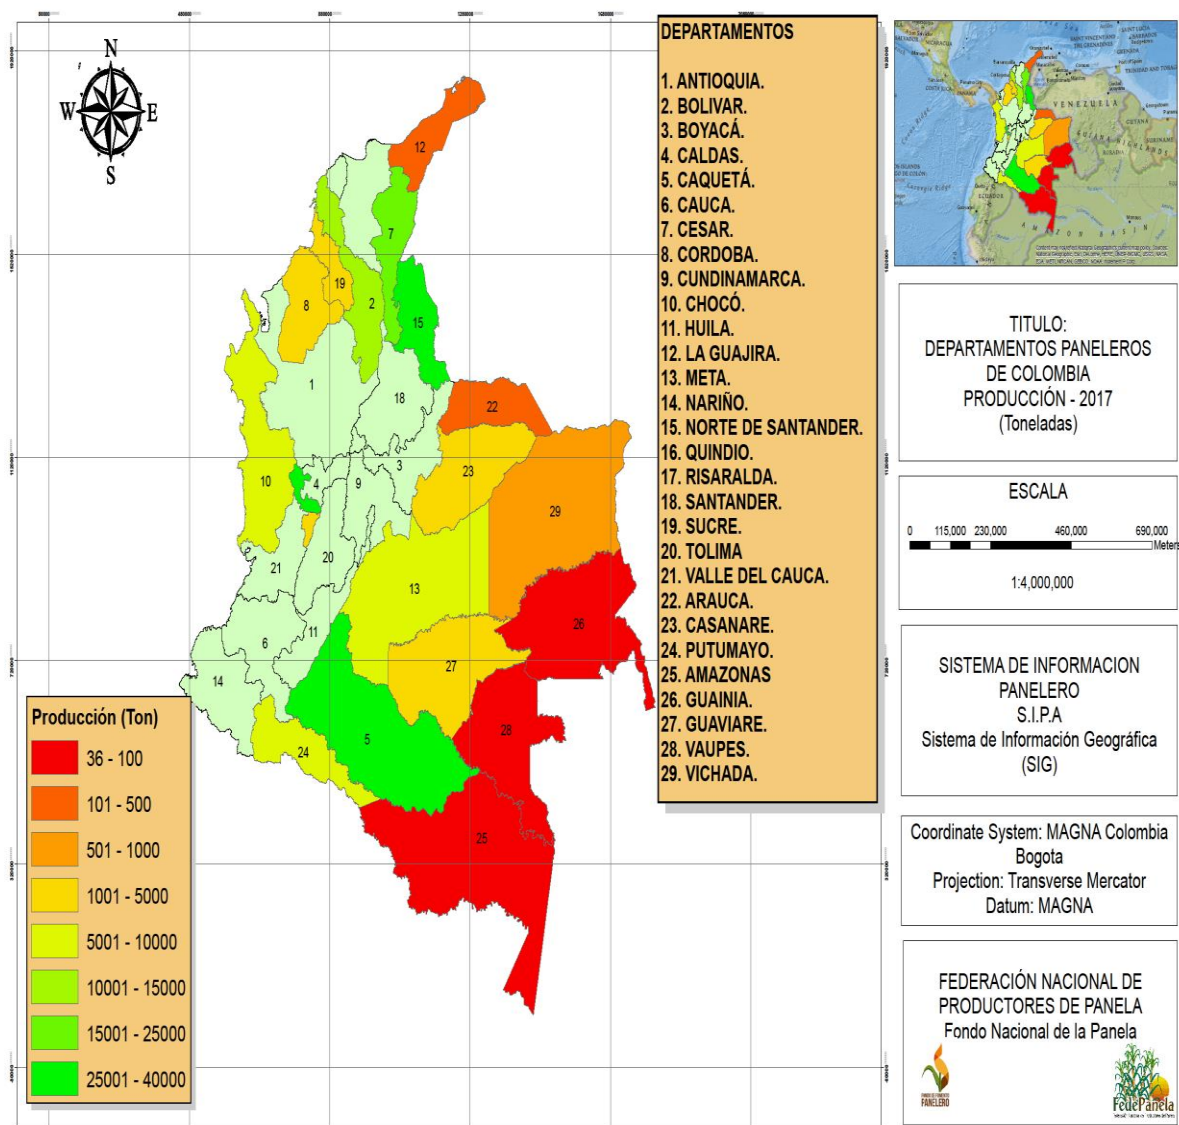 N
W
E
S
DEPARTAMENTOS
1. ANTIOQUIA.
2. BOLIVAR.
3. BOYACÁ.
4. CALDAS.
5. CAQUETÁ.
6. CAUCA.
7. CESAR.
8. CORDOBA.
9. CUNDINAMARCA.
10. CHOCÓ.
11. HUILA.
12. LA GUAJIRA.
13. META.
14. NARIÑO.
15. NORTE DE SANTANDER.
16. QUINDIO.
17. RISARALDA.
18. SANTANDER.
19. SUCRE.
20. TOLIMA
21. VALLE DEL CAUCA.
22. ARAUCA.
23. CASANARE.
24. PUTUMAYO.
25. AMAZONAS
26. GUAINIA.
27. GUAVIARE.
28. VAUPES.
29. VICHADA.
12
7
19
8
2
15
1
18
22
3
23
10
4
9
29
20
21
13
26
11
6
27
14
28
5
24
25
Producción (Ton)
36 - 100
101 - 500
501 - 1000
1001 - 5000
5001 - 10000
10001 - 15000
15001 - 25000
25001 - 40000
VENEZUELA
PANAMA
ECUADOR
AMAZON BASIN
TITULO:
DEPARTAMENTOS PANELEROS
DE COLOMBIA
PRODUCCIÓN - 2017
(Toneladas)
ESCALA
0 115,000 230,000 460,000 690,000
Meters
1:4,000,000
SISTEMA DE INFORMACION
PANELERO
S.I.P.A
Sistema de Información Geográfica
(SIG)
Coordinate System: MAGNA Colombia
Bogota
Projection: Transverse Mercator
Datum: MAGNA
FEDERACIÓN NACIONAL DE
PRODUCTORES DE PANELA
Fondo Nacional de la Panela
PANELERO
FedePanela